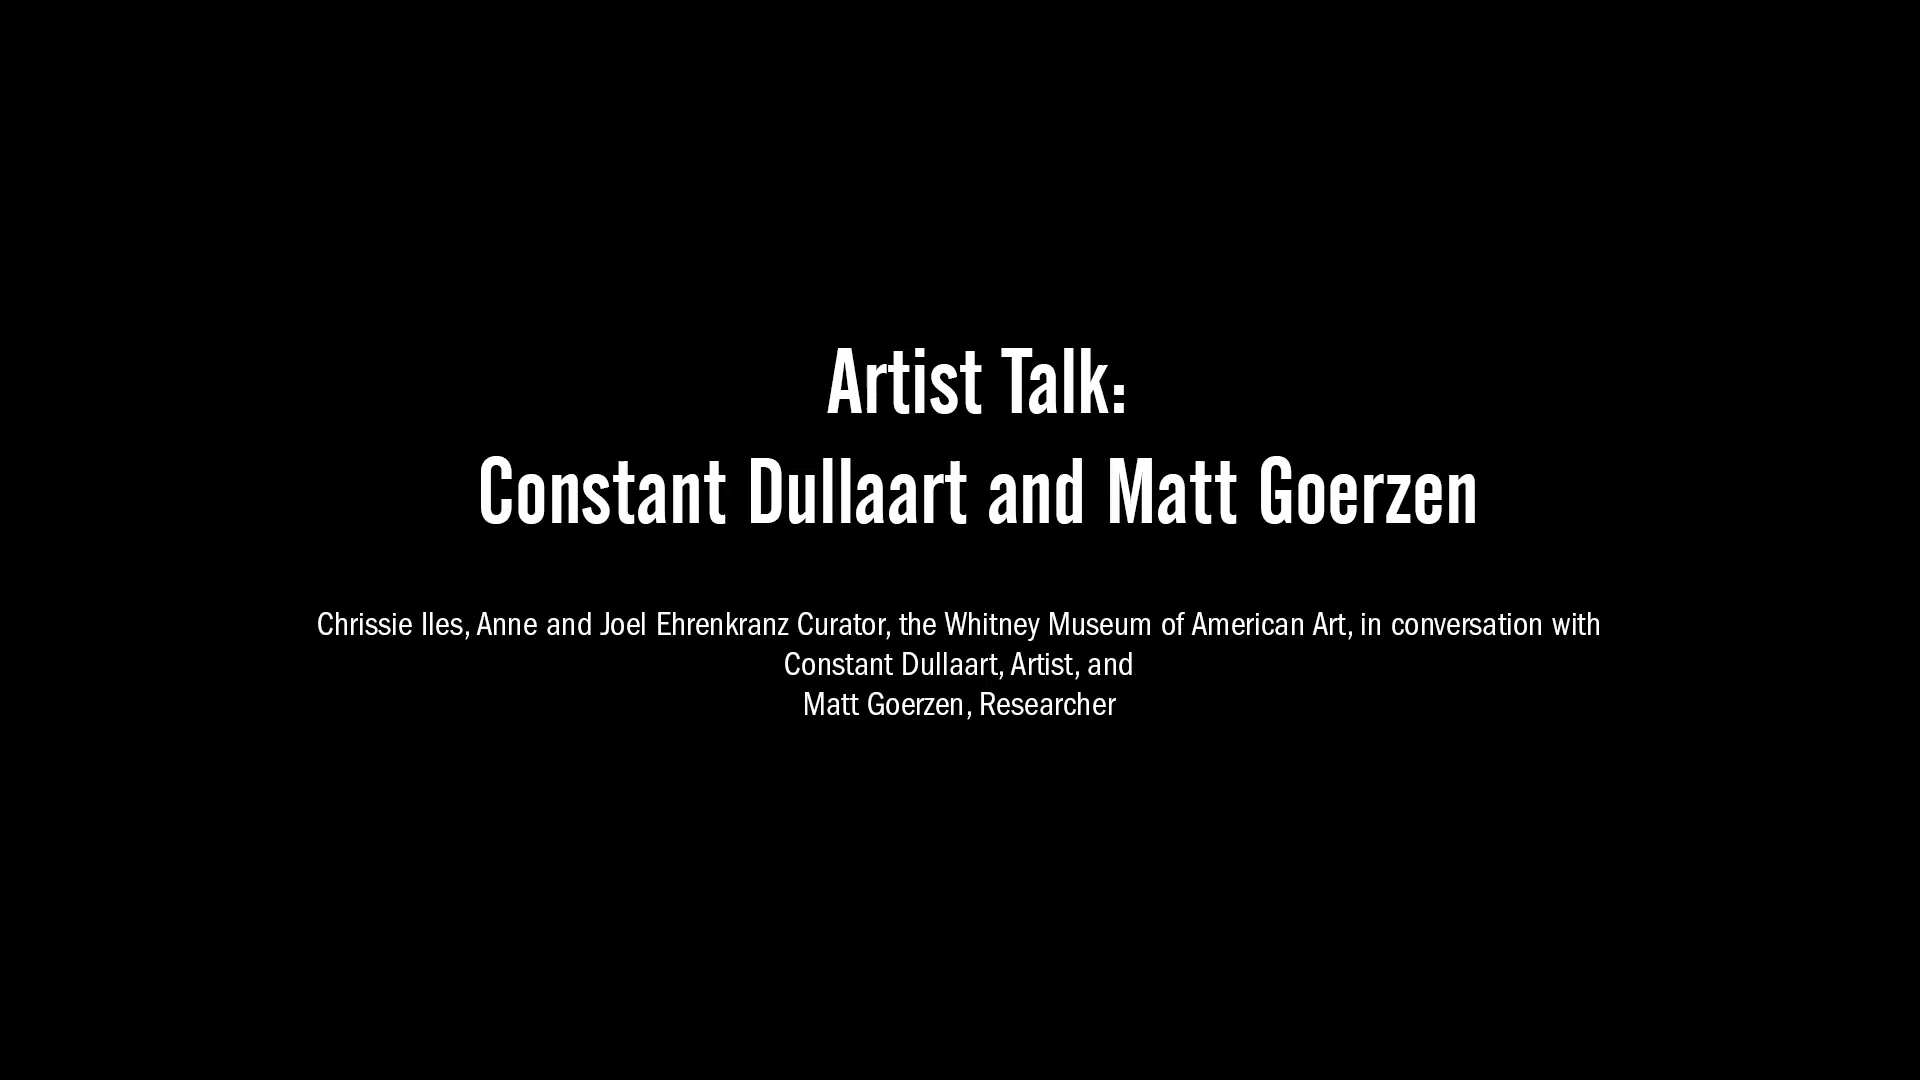 Artist Talk:
Constant Dullaart and Matt Goerzen
Chrissie Iles, Anne and Joel Ehrenkranz Curator, the Whitney Museum of American Art, in conversation with
Constant Dullaart, Artist, and
Matt Goerzen, Researcher